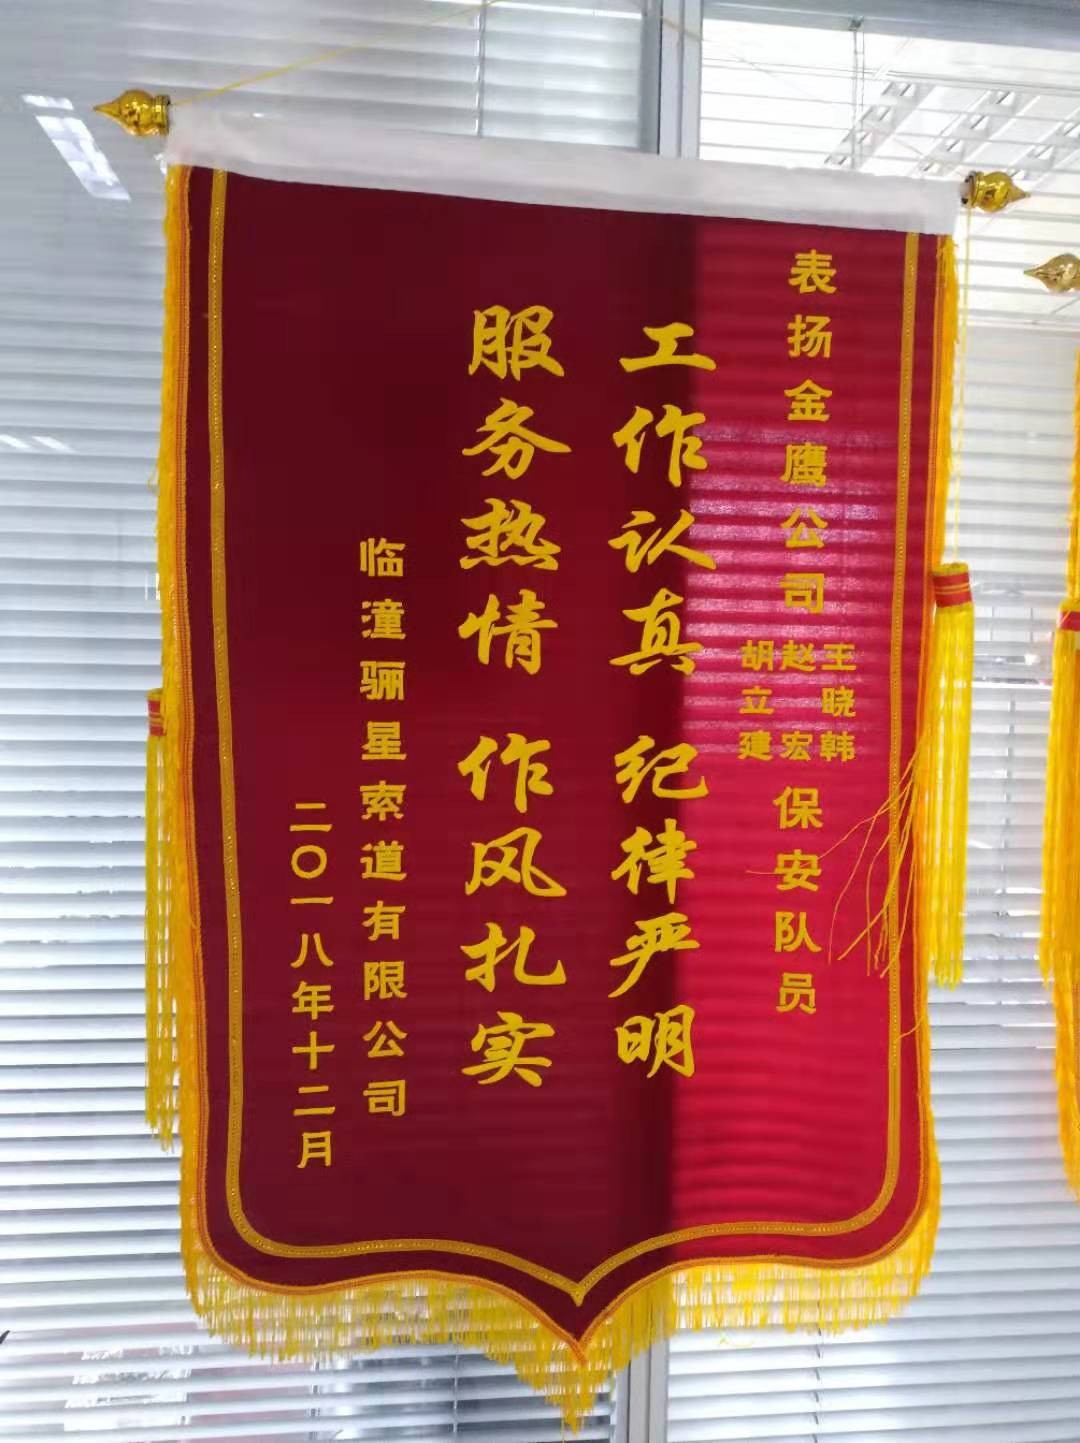 表扬金鹰公司
王晓韩
赵宏
胡立建
保安队员
工作认真 纪律严明
服务热情 作风扎实
临潼骊星索道有限公司
二〇一八年十二月